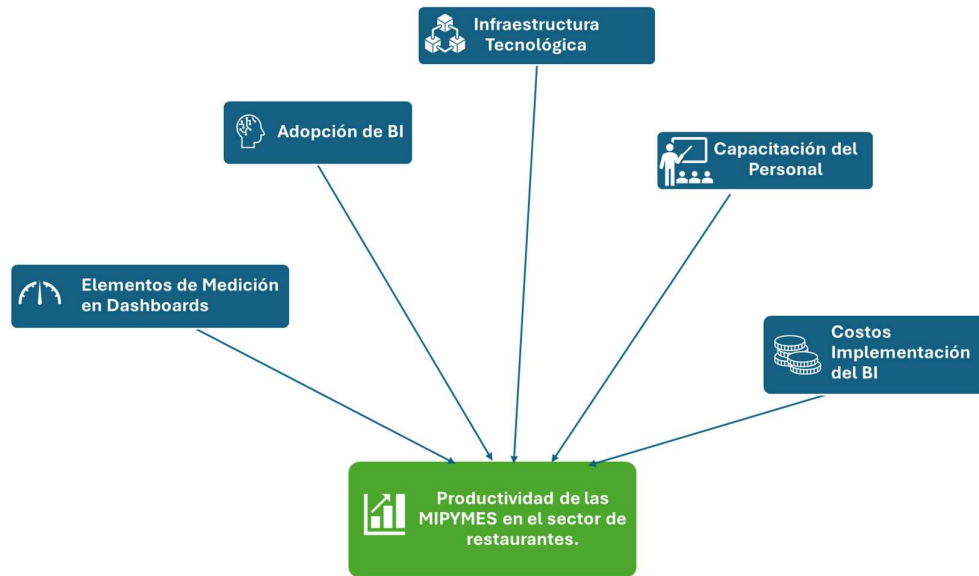 Infraestructura
Tecnológica
Adopción de BI
Capacitación del
Personal
Elementos de Medición
en Dashboards
Costos
Implementación
del BI
Productividad de las
MIPYMES en el sector de
restaurantes.